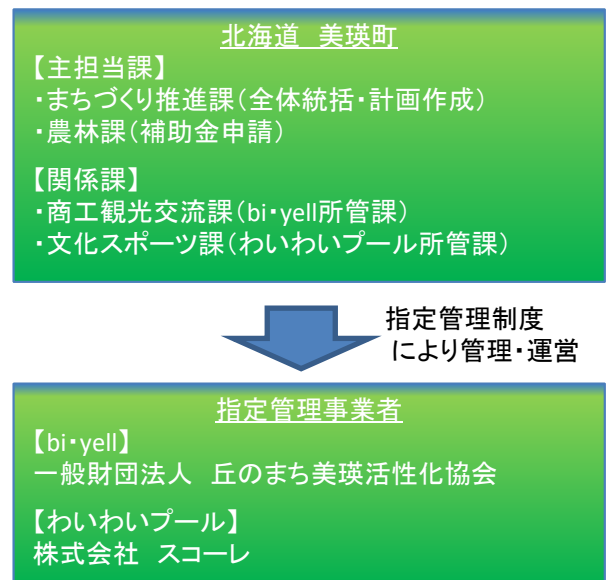 北海道　美瑛町
【主担当課】
・まちづくり推進課（全体統括・計画作成）
・農林課（補助金申請）
【関係課】
・商工観光交流課（bi・yell所管課）
・文化スポーツ課（わいわいプール所管課）
指定管理制度
により管理・運営
指定管理事業者
【bi・yell】
一般財団法人　丘のまち美瑛活性化協会
【わいわいプール】
株式会社　スコーレ